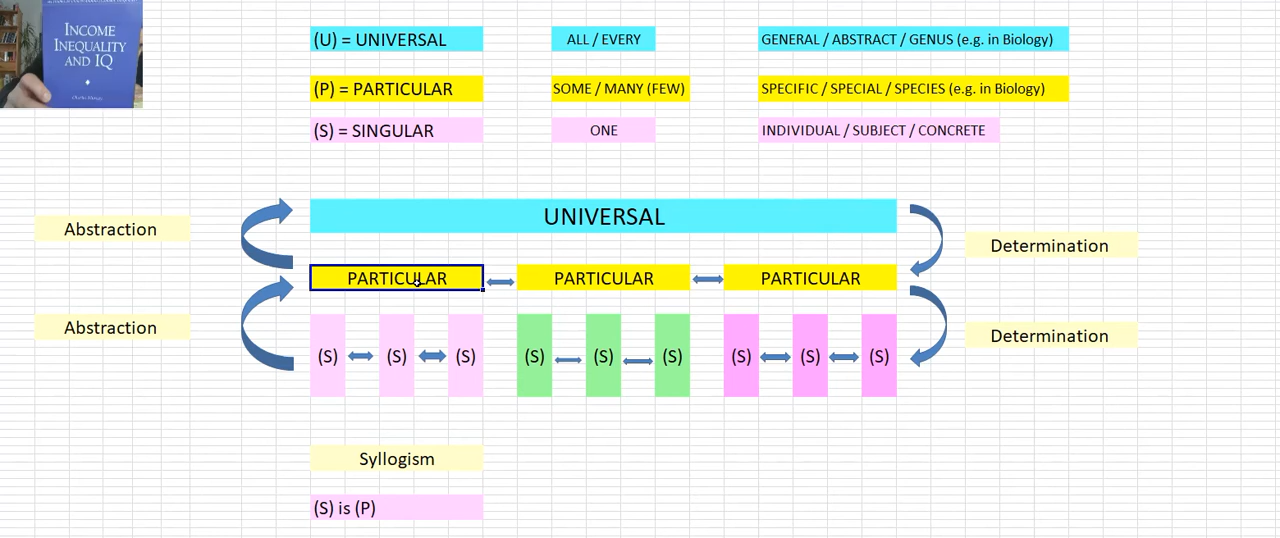 INCOME
INEQUALITY
AND IQ
(U) = UNIVERSAL
ALL / EVERY
GENERAL / ABSTRACT / GENUS (e.g. in Biology)
(P) = PARTICULAR
SOME / MANY (FEW)
SPECIFIC / SPECIAL / SPECIES (e.g. in Biology)
(S) = SINGULAR
ONE
INDIVIDUAL / SUBJECT / CONCRETE
UNIVERSAL
Abstraction
Determination
PARTICULAR
PARTICULAR
PARTICULAR
Abstraction
Determination
(S)
(S)
(S)
(S)
(S)
(S)
(S)
(S)
(S)
Syllogism
(S) is (P)